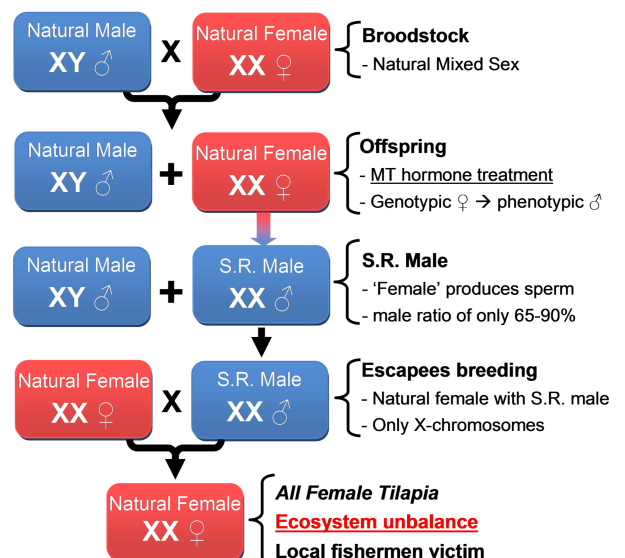 Natural Male
XY ♂
X
Natural Female
XX ♀
Broodstock
- Natural Mixed Sex
Natural Male
XY ♂
+
Natural Female
XX ♀
Offspring
- MT hormone treatment
- Genotypic ♀ → phenotypic ♂
Natural Male
XY ♂
+
S.R. Male
XX ♂
S.R. Male
- ‘Female’ produces sperm
- male ratio of only 65-90%
Natural Female
XX ♀
X
S.R. Male
XX ♂
Escapees breeding
- Natural female with S.R. male
- Only X-chromosomes
Natural Female
XX ♀
All Female Tilapia
Ecosystem unbalance
Local fishermen victim